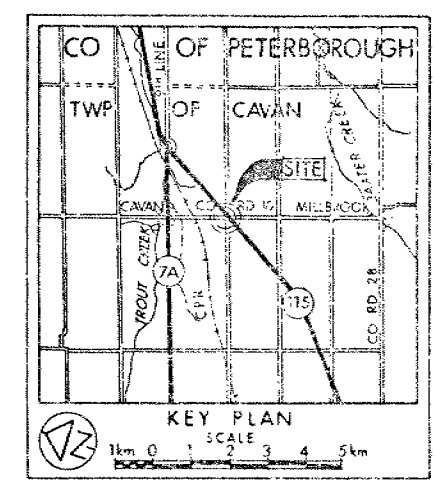 CO OF PETERBOROUGH
TWP OF CAVAN
LINE
SITE
CAVAN CO RD 10 MILLBROOK
TROUT CREEK
7A
CPR
115
CO RD 28
CREEK
KEY PLAN
SCALE
1km 0 1 2 3 4 5km